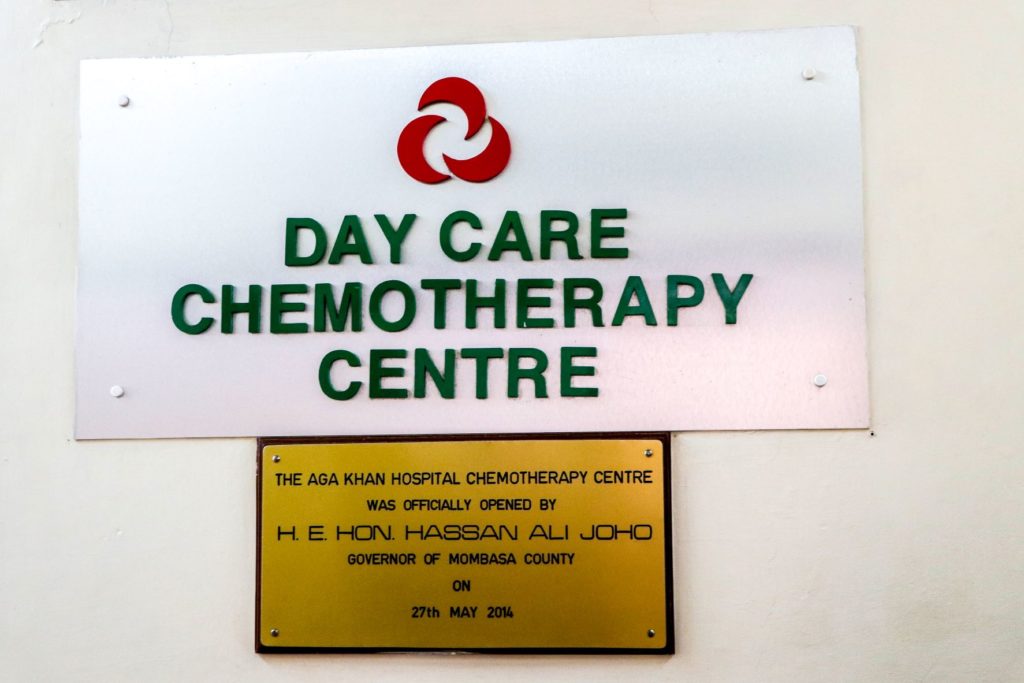 DAY CARE
CHEMOTHERAPY
CENTRE
THE AGA KHAN HOSPITAL CHEMOTHERAPY CENTRE
WAS OFFICIALLY OPENED BY
H. E. HON. HASSAN ALI JOHO
GOVERNOR OF MOMBASA COUNTY
ON
27th MAY 2014